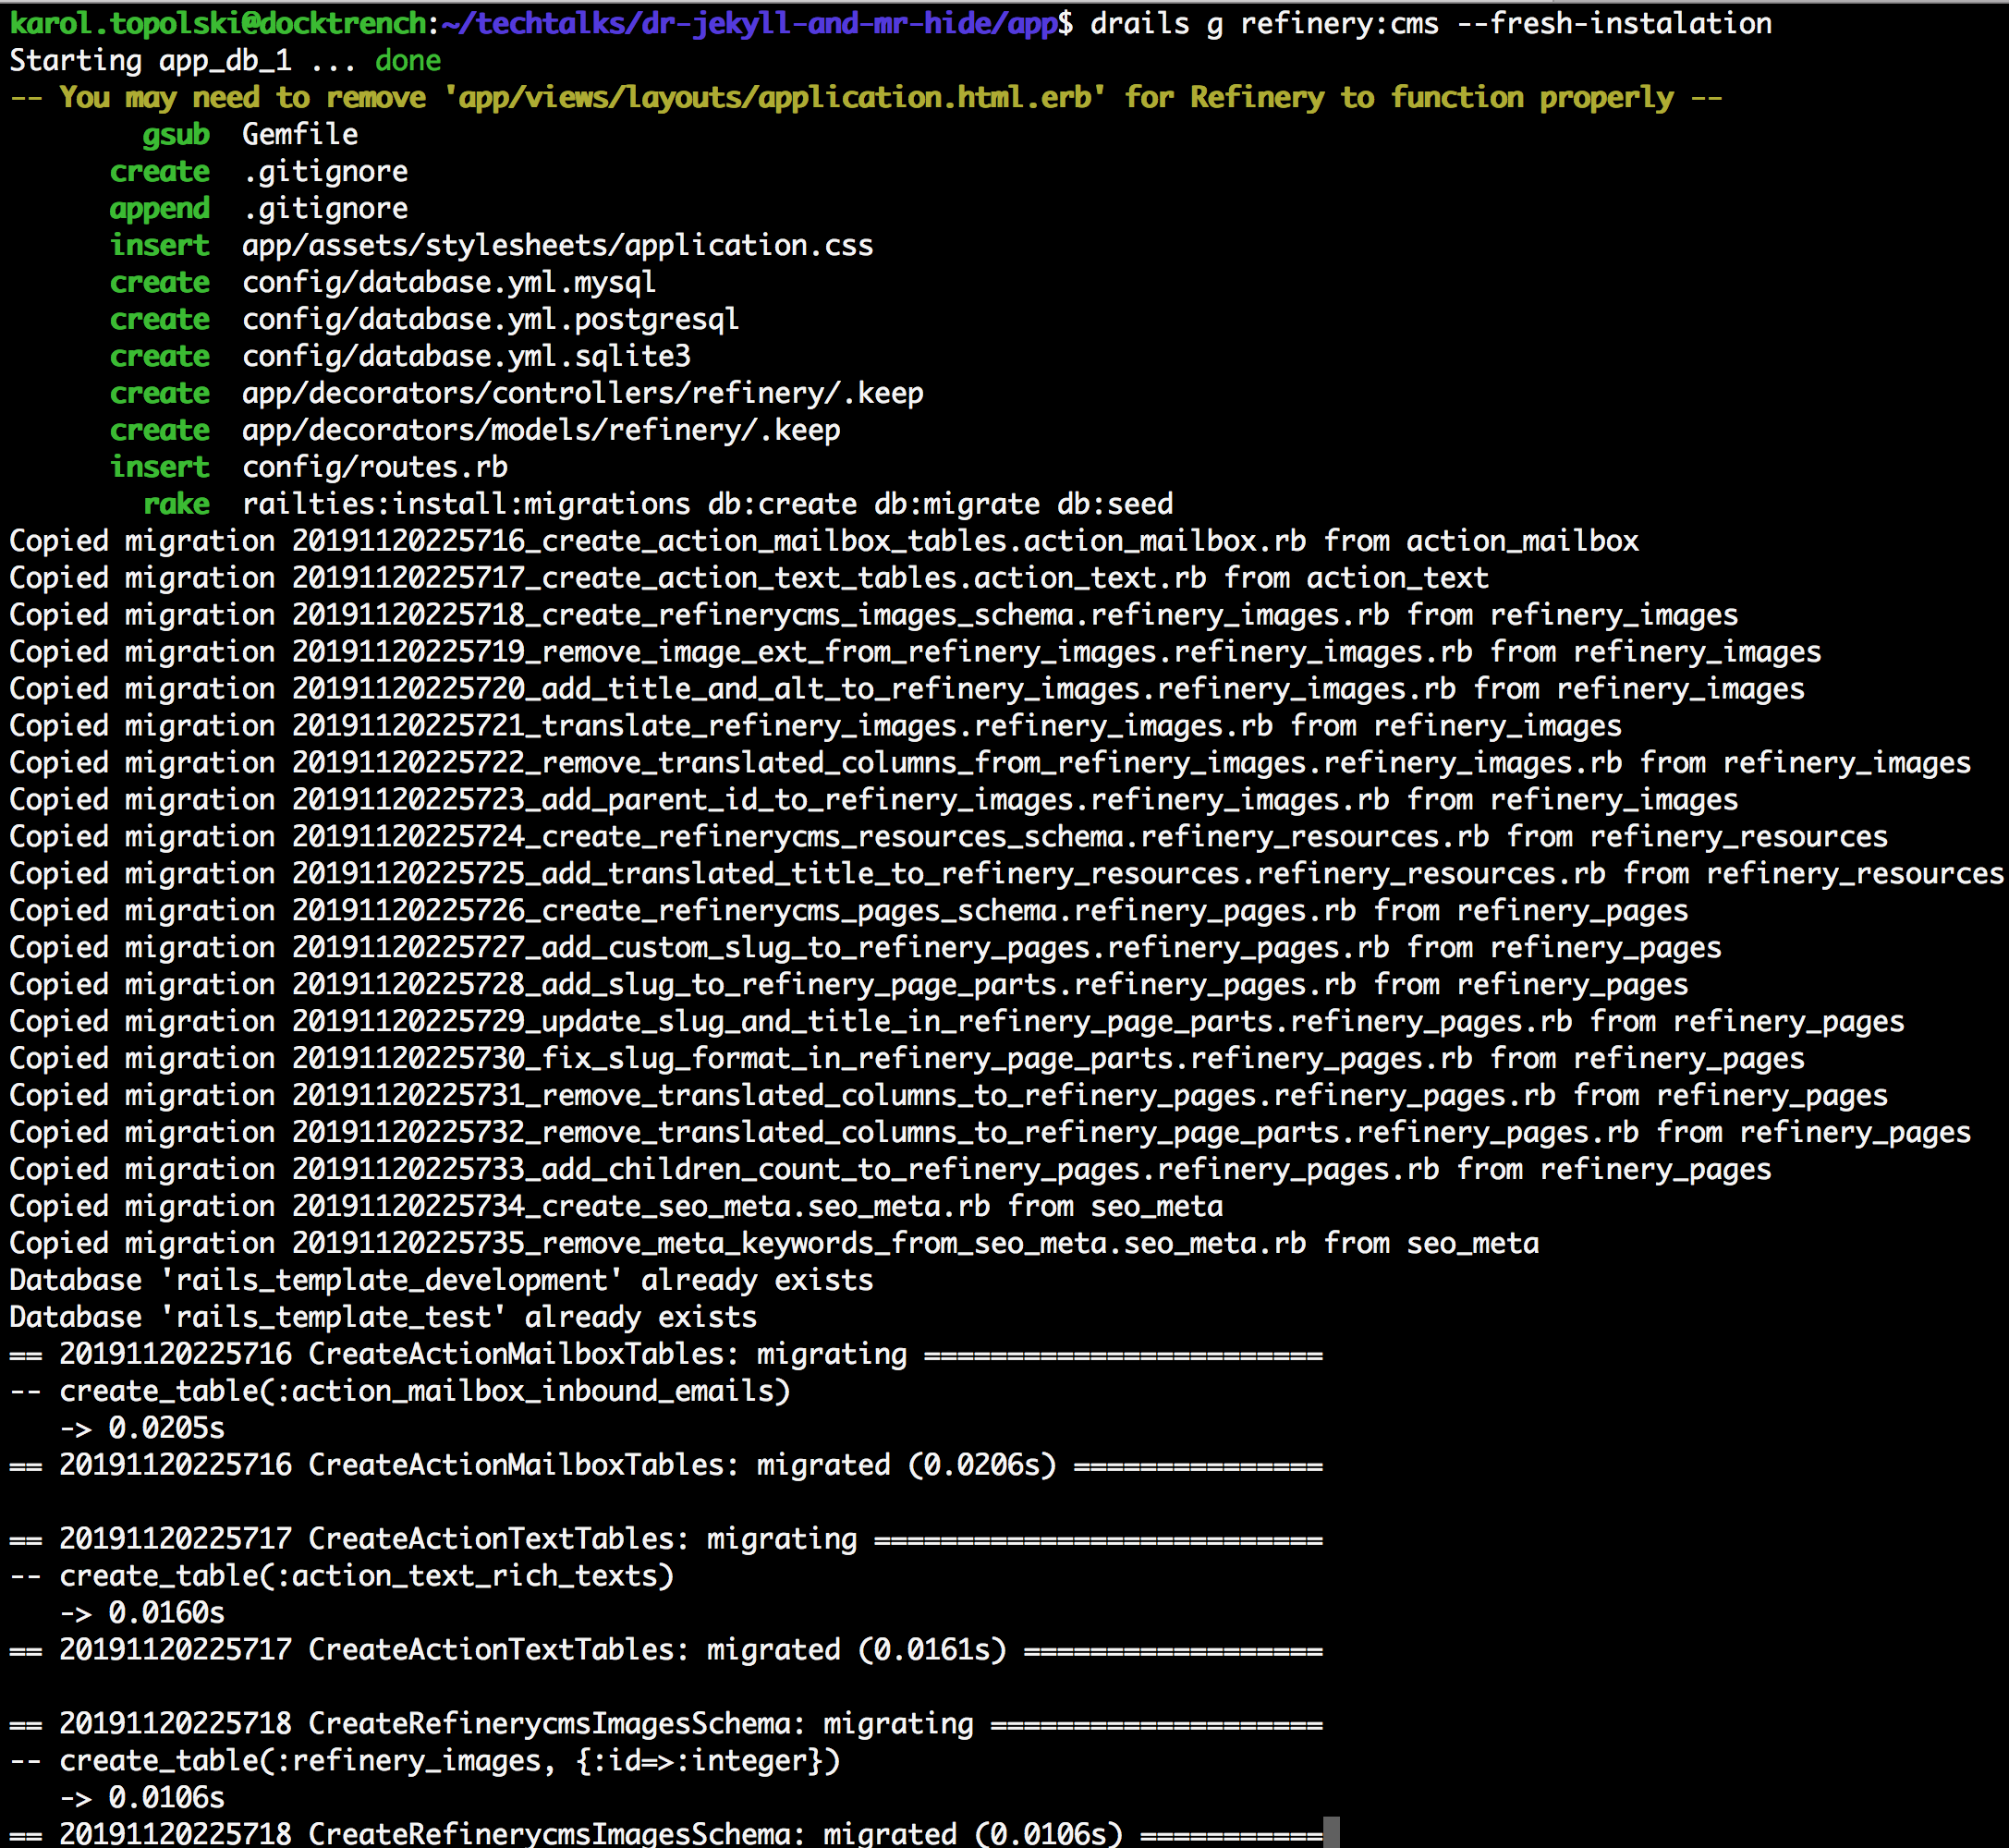 karol.topolski@docktrench:~/techtalks/dr-jekyll-and-mr-hide/app$ drails g refinery:cms --fresh-instalation
Starting app_db_1 ... done
-- You may need to remove 'app/views/layouts/application.html.erb' for Refinery to function properly --
        gsub  Gemfile
      create  .gitignore
      append  .gitignore
      insert  app/assets/stylesheets/application.css
      create  config/database.yml.mysql
      create  config/database.yml.postgresql
      create  config/database.yml.sqlite3
      create  app/decorators/controllers/refinery/.keep
      create  app/decorators/models/refinery/.keep
      insert  config/routes.rb
        rake  railties:install:migrations db:create db:migrate db:seed
Copied migration 20191120225716_create_action_mailbox_tables.action_mailbox.rb from action_mailbox
Copied migration 20191120225717_create_action_text_tables.action_text.rb from action_text
Copied migration 20191120225718_create_refinerycms_images_schema.refinery_images.rb from refinery_images
Copied migration 20191120225719_remove_image_ext_from_refinery_images.refinery_images.rb from refinery_images
Copied migration 20191120225720_add_title_and_alt_to_refinery_images.refinery_images.rb from refinery_images
Copied migration 20191120225721_translate_refinery_images.refinery_images.rb from refinery_images
Copied migration 20191120225722_remove_translated_columns_from_refinery_images.refinery_images.rb from refinery_images
Copied migration 20191120225723_add_parent_id_to_refinery_images.refinery_images.rb from refinery_images
Copied migration 20191120225724_create_refinerycms_resources_schema.refinery_resources.rb from refinery_resources
Copied migration 20191120225725_add_translated_title_to_refinery_resources.refinery_resources.rb from refinery_resources
Copied migration 20191120225726_create_refinerycms_pages_schema.refinery_pages.rb from refinery_pages
Copied migration 20191120225727_add_custom_slug_to_refinery_pages.refinery_pages.rb from refinery_pages
Copied migration 20191120225728_add_slug_to_refinery_page_parts.refinery_pages.rb from refinery_pages
Copied migration 20191120225729_update_slug_and_title_in_refinery_page_parts.refinery_pages.rb from refinery_pages
Copied migration 20191120225730_fix_slug_format_in_refinery_page_parts.refinery_pages.rb from refinery_pages
Copied migration 20191120225731_remove_translated_columns_to_refinery_pages.refinery_pages.rb from refinery_pages
Copied migration 20191120225732_remove_translated_columns_to_refinery_page_parts.refinery_pages.rb from refinery_pages
Copied migration 20191120225733_add_children_count_to_refinery_pages.refinery_pages.rb from refinery_pages
Copied migration 20191120225734_create_seo_meta.seo_meta.rb from seo_meta
Copied migration 20191120225735_remove_meta_keywords_from_seo_meta.seo_meta.rb from seo_meta
Database 'rails_template_development' already exists
Database 'rails_template_test' already exists
== 20191120225716 CreateActionMailboxTables: migrating ========================
-- create_table(:action_mailbox_inbound_emails)
   -> 0.0205s
== 20191120225716 CreateActionMailboxTables: migrated (0.0206s) ===============

== 20191120225717 CreateActionTextTables: migrating ===========================
-- create_table(:action_text_rich_texts)
   -> 0.0160s
== 20191120225717 CreateActionTextTables: migrated (0.0161s) ==================

== 20191120225718 CreateRefinerycmsImagesSchema: migrating ====================
-- create_table(:refinery_images, {:id=>:integer})
   -> 0.0106s
== 20191120225718 CreateRefinerycmsImagesSchema: migrated (0.0106s) ===========